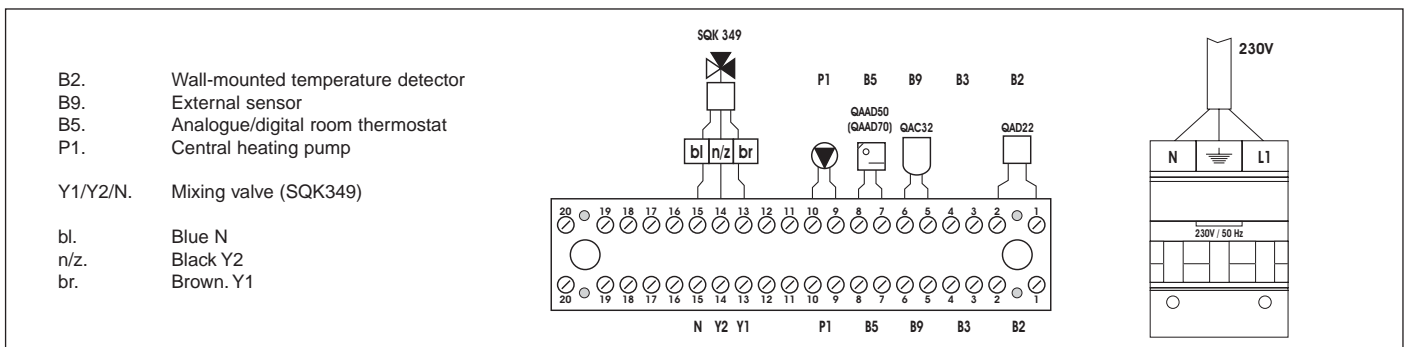 B2. Wall-mounted temperature detector
B9. External sensor
B5. Analogue/digital room thermostat
P1. Central heating pump
Y1/Y2/N. Mixing valve (SQK349)
bl. Blue N
n/z. Black Y2
br. Brown. Y1
SQK 349
P1 B5 B9 B3 B2
QAAD50
(QAAD70) QAC32 QAD22
bl n/z br
20 19 18 17 16 15 14 13 12 11 10 9 8 7 6 5 4 3 2 1
20 19 18 17 16 15 14 13 12 11 10 9 8 7 6 5 4 3 2 1
N Y2 Y1 P1 B5 B9 B3 B2
230V
N L1
230V / 50 Hz